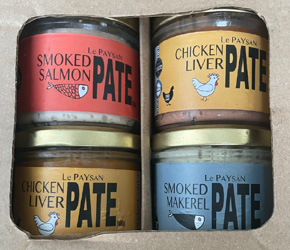 Le PAYSAN
SMOKED
SALMON
PATE
Le PAYSAN
CHICKEN
LIVER
PATE
Le PAYSAN
CHICKEN
LIVER
PATE
Le PAYSAN
SMOKED
MAKEREL
PATE